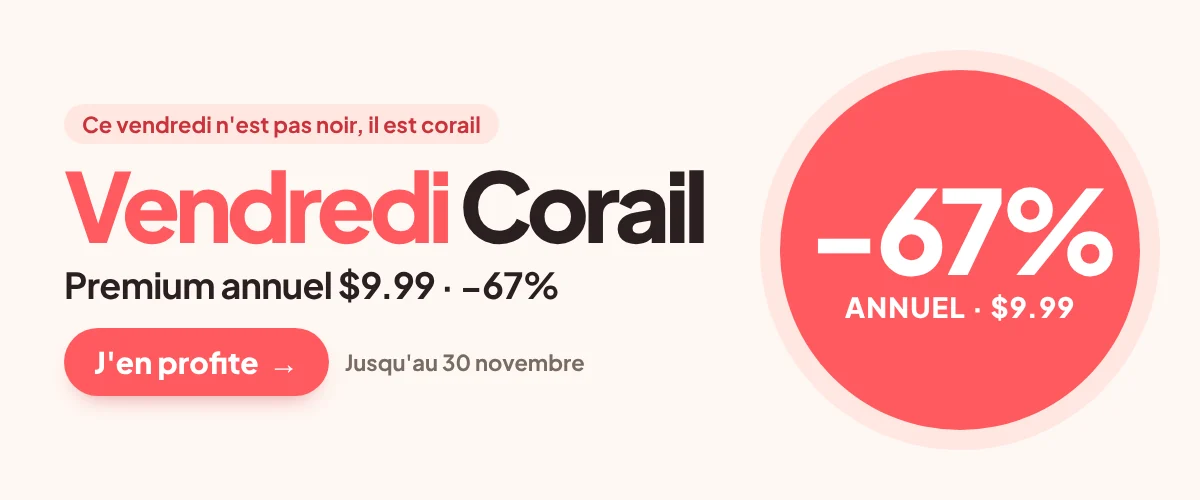 Ce vendredi n'est pas noir, il est corail
Vendredi Corail
Premium annuel $9.99 · −67%
J'en profite →
Jusqu'au 30 novembre
−67%
ANNUEL · $9.99